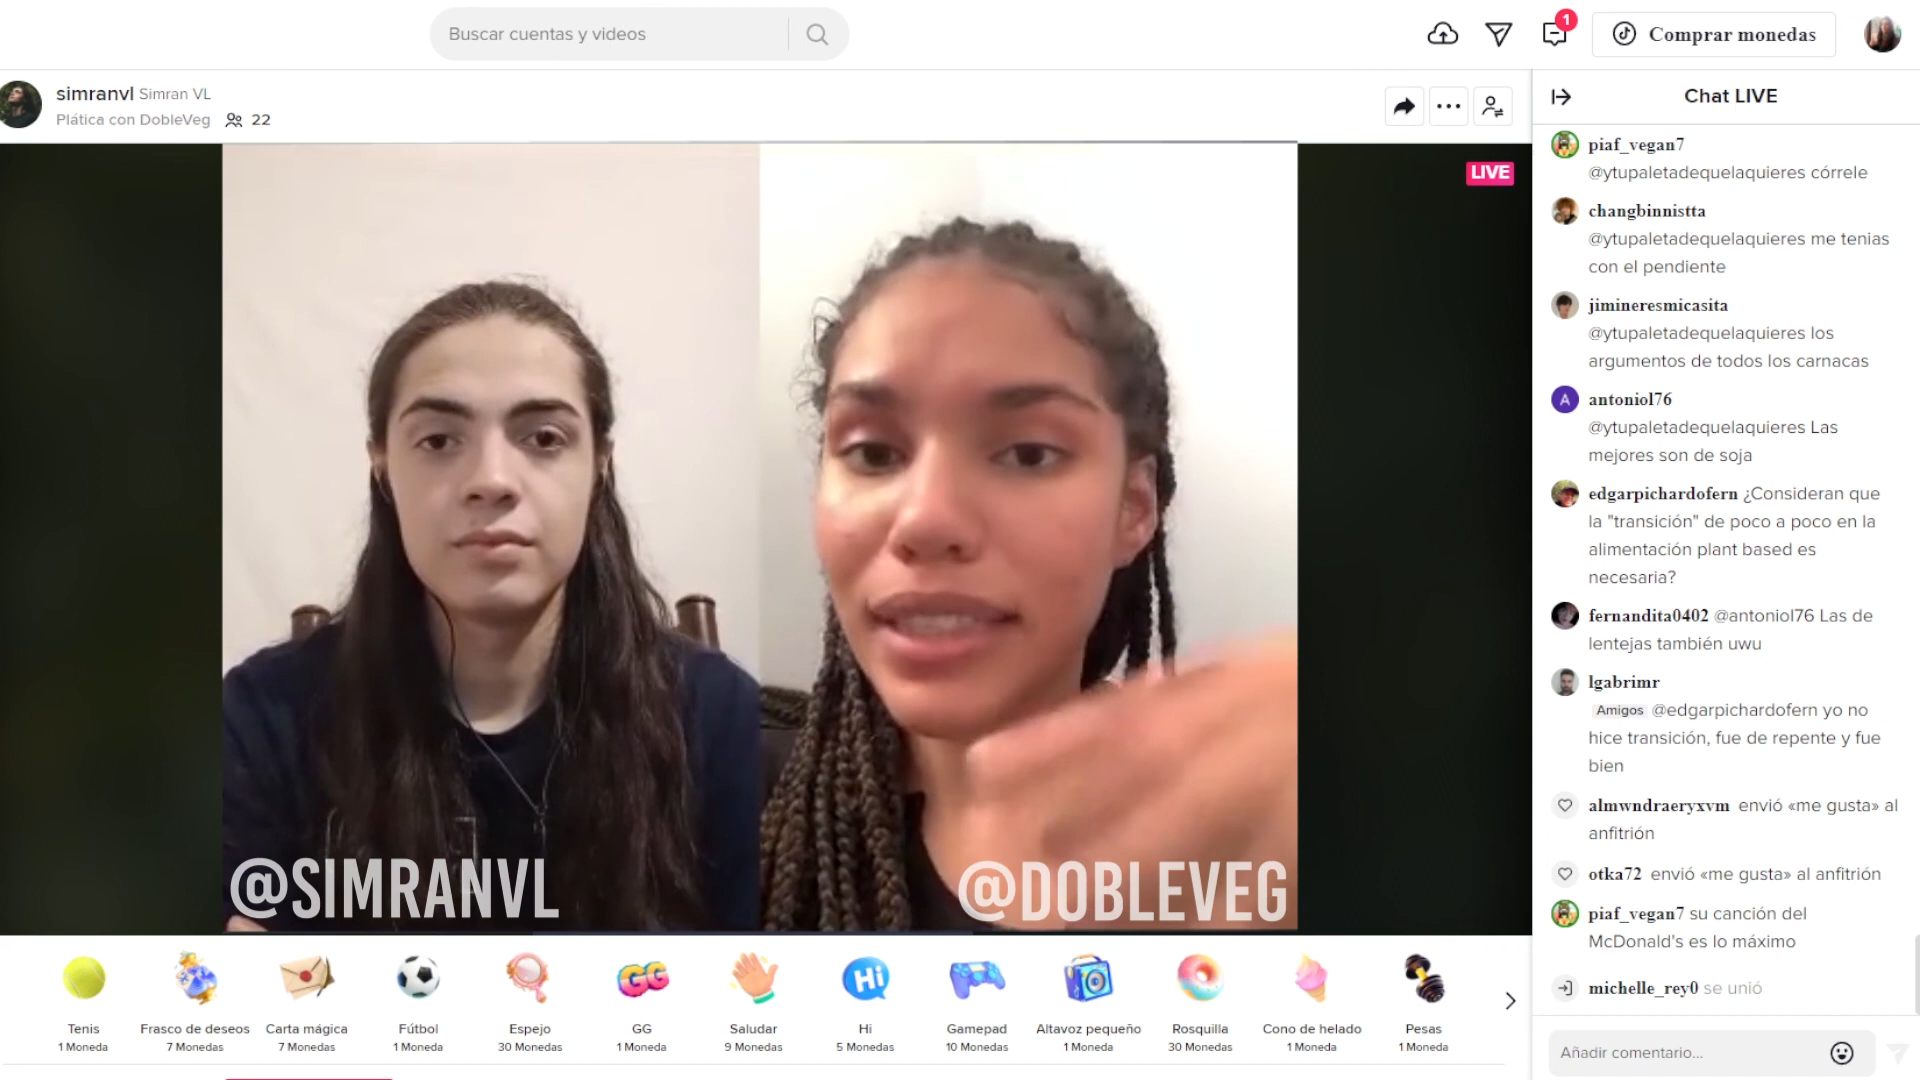 Buscar cuentas y videos
1
Comprar monedas
simranvl Simran VL
Plática con DobleVeg 22
LIVE
@SIMRANVL
@DOBLEVEG
Tenis
1 Moneda
Frasco de deseos
7 Monedas
Carta mágica
7 Monedas
Fútbol
1 Moneda
Espejo
30 Monedas
GG
GG
1 Moneda
Saludar
9 Monedas
Hi
Hi
5 Monedas
Gamepad
10 Monedas
Altavoz pequeño
1 Moneda
Rosquilla
30 Monedas
Cono de helado
1 Moneda
Pesas
1 Moneda
Chat LIVE
piaf_vegan7
@ytupaletadequelaquieres córrele
changbinnistta
@ytupaletadequelaquieres me tenias
con el pendiente
jimineresmicasita
@ytupaletadequelaquieres los
argumentos de todos los carnacas
A
antoniol76
@ytupaletadequelaquieres Las
mejores son de soja
edgarpichardofern ¿Consideran que
la "transición" de poco a poco en la
alimentación plant based es
necesaria?
fernandita0402 @antoniol76 Las de
lentejas también uwu
lgabrimr
Amigos @edgarpichardofern yo no
hice transición, fue de repente y fue
bien
almwndraeryxvm envió «me gusta» al
anfitrión
otka72 envió «me gusta» al anfitrión
piaf_vegan7 su canción del
McDonald's es lo máximo
michelle_rey0 se unió
Añadir comentario...